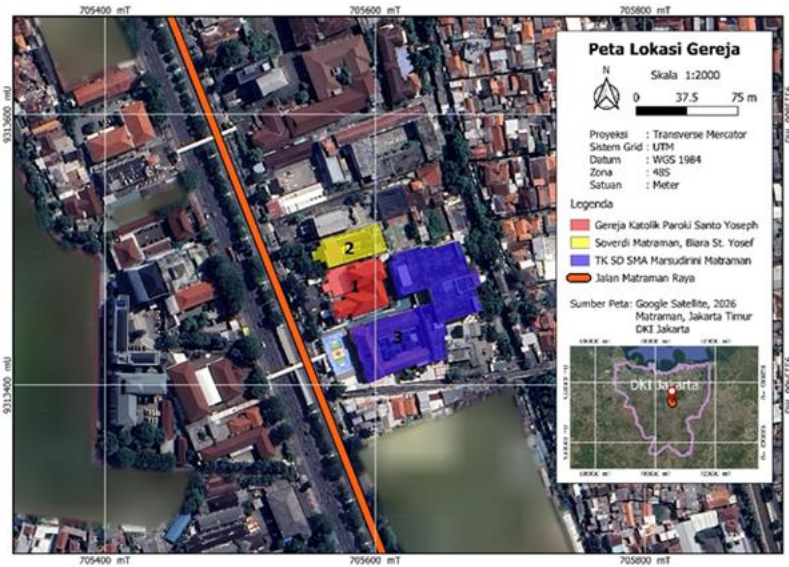 705400 mT
705600 mT
705800 mT
9313600 mU
9313400 mU
2
1
3
Peta Lokasi Gereja
N
Skala 1:2000
0 37.5 75 m
Proyeksi : Transverse Mercator
Sistem Grid : UTM
Datum : WGS 1984
Zona : 48S
Satuan : Meter
Legenda
Gereja Katolik Paroki Santo Yoseph
Soverdi Matraman, Biara St. Yosef
TK SD SMA Marsudirini Matraman
Jalan Matraman Raya
Sumber Peta: Google Satellite, 2026
Matraman, Jakarta Timur
DKI Jakarta
DKI Jakarta
705400 mT
705600 mT
705800 mT